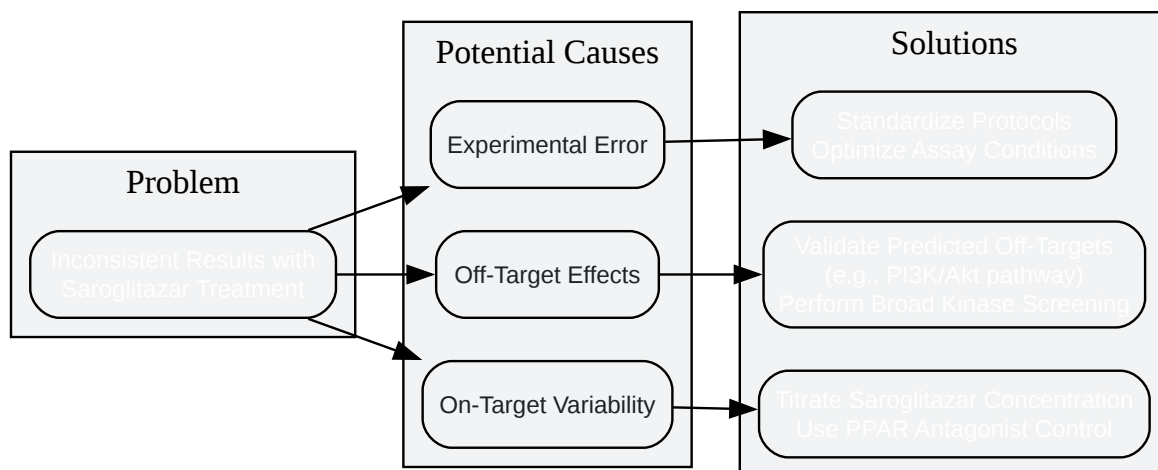 Problem
Inconsistent Results with
Saroglitazar Treatment
Potential Causes
Experimental Error
Off-Target Effects
On-Target Variability
Solutions
Standardize Protocols
Optimize Assay Conditions
Validate Predicted Off-Targets
(e.g., PI3K/Akt pathway)
Perform Broad Kinase Screening
Titrate Saroglitazar Concentration
Use PPAR Antagonist Control